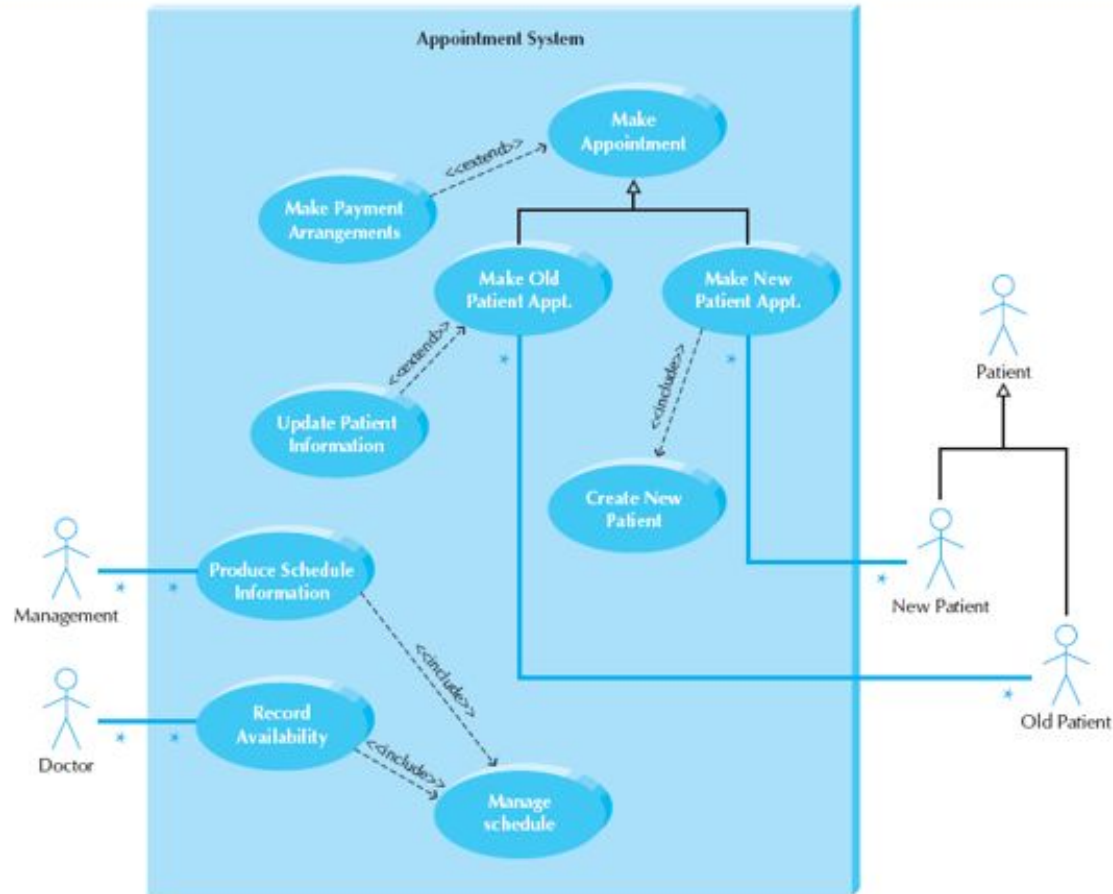 Appointment System
Make
Appointment
<<extend>>
Make Payment
Arrangements
Make Old
Patient Appt.
Make New
Patient Appt.
*
*
<<extend>>
<<include>>
Patient
Update Patient
Information
Create New
Patient
Management
*
*
Produce Schedule
Information
*
New Patient
<<include>>
Doctor
*
*
Record
Availability
*
Old Patient
<<include>>
Manage
schedule